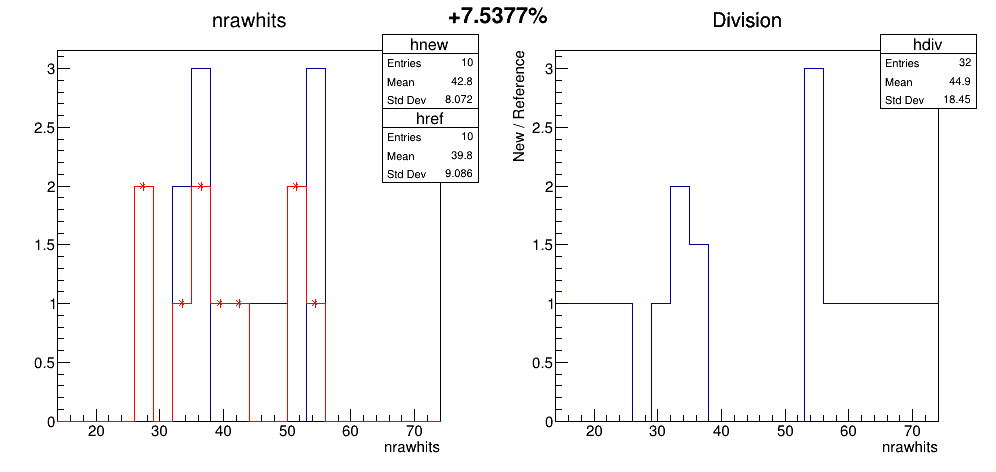 +7.5377%
nrawhits
hnew
Entries 10
Mean 42.8
Std Dev 8.072
href
Entries 10
Mean 39.8
Std Dev 9.086
3
2.5
2
1.5
1
0.5
0
20 30 40 50 60 70
nrawhits
Division
hdiv
Entries 32
Mean 44.9
Std Dev 18.45
New / Reference
3
2.5
2
1.5
1
0.5
0
20 30 40 50 60 70
nrawhits